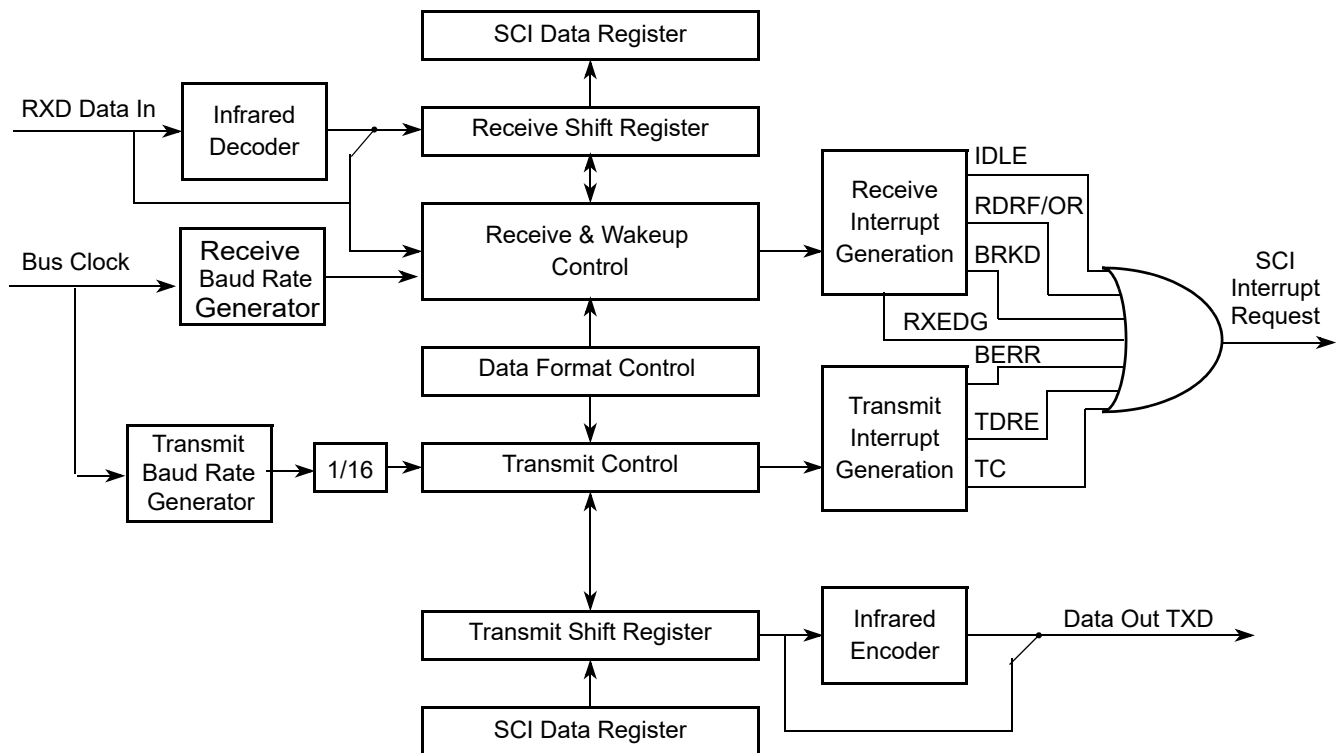 SCI Data Register
RXD Data In
Infrared
Decoder
Receive Shift Register
Receive & Wakeup
Control
Bus Clock
Receive
Baud Rate
Generator
Data Format Control
Transmit
Baud Rate
Generator
1/16
Transmit Control
Receive
Interrupt
Generation
IDLE
RDRF/OR
BRKD
RXEDG
BERR
Transmit
Interrupt
Generation
TDRE
TC
SCI
Interrupt
Request
Transmit Shift Register
Infrared
Encoder
Data Out TXD
SCI Data Register